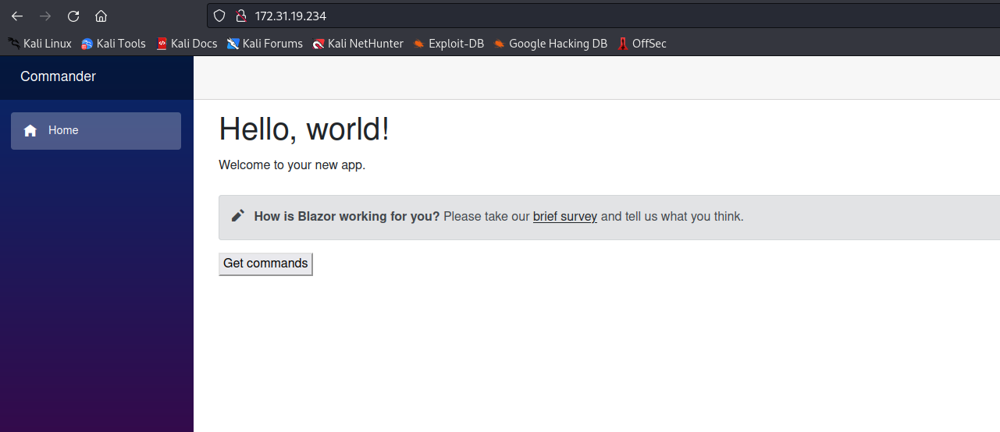 172.31.19.234
Kali Linux Kali Tools Kali Docs Kali Forums Kali NetHunter Exploit-DB Google Hacking DB OffSec
Commander
Home
Hello, world!
Welcome to your new app.
How is Blazor working for you? Please take our brief survey and tell us what you think.
Get commands